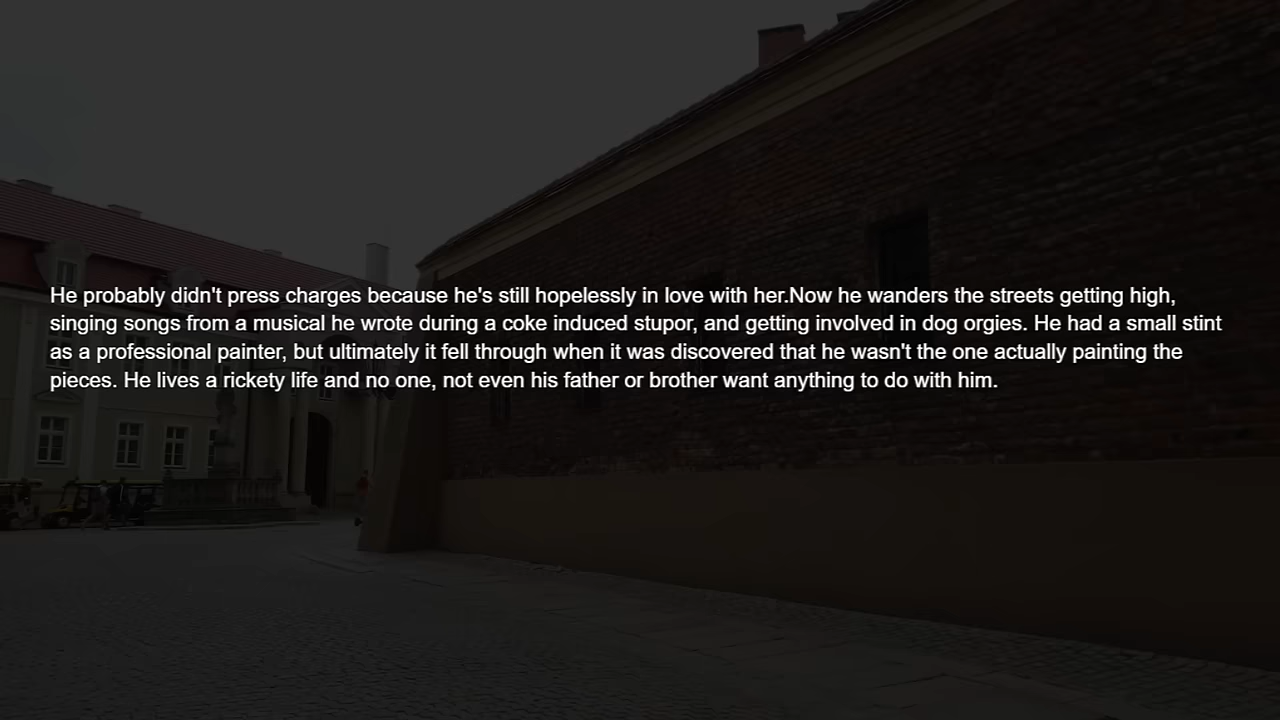 He probably didn't press charges because he's still hopelessly in love with her.Now he wanders the streets getting high,
singing songs from a musical he wrote during a coke induced stupor, and getting involved in dog orgies. He had a small stint
as a professional painter, but ultimately it fell through when it was discovered that he wasn't the one actually painting the
pieces. He lives a rickety life and no one, not even his father or brother want anything to do with him.